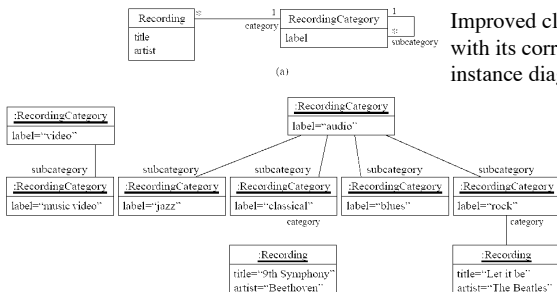 Recording
title
artist
*
1
category
RecordingCategory
label
1
*
subcategory
(a)
Improved cl
with its corr
instance dia
:RecordingCategory
label="video"
:RecordingCategory
label="audio"
subcategory
subcategory
subcategory
subcategory
subcategory
:RecordingCategory
label="music video"
:RecordingCategory
label="jazz"
:RecordingCategory
label="classical"
:RecordingCategory
label="blues"
:RecordingCategory
label="rock"
category
category
:Recording
title="9th Symphony"
artist="Beethoven"
:Recording
title="Let it be"
artist="The Beatles"